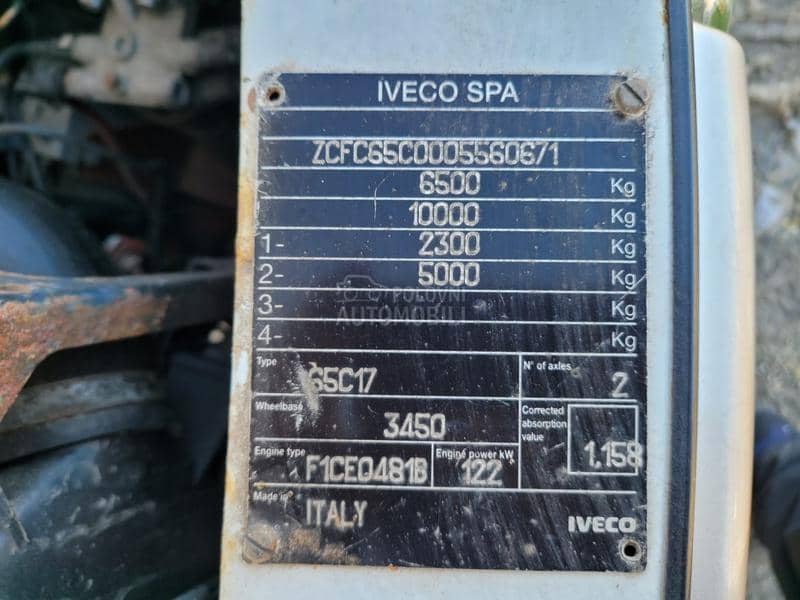 IVECO SPA
ZCFC65C0005560671
6500 Kg
10000 Kg
1- 2300 Kg
2- 5000 Kg
3- Kg
4- Kg
POLOVNI
AUTOMOBILI
Type 65C17 N° of axles 2
Wheelbase 3450 Corrected absorption value 1.158
Engine type F1CE0481B Engine power kW 122
Made in ITALY
IVECO